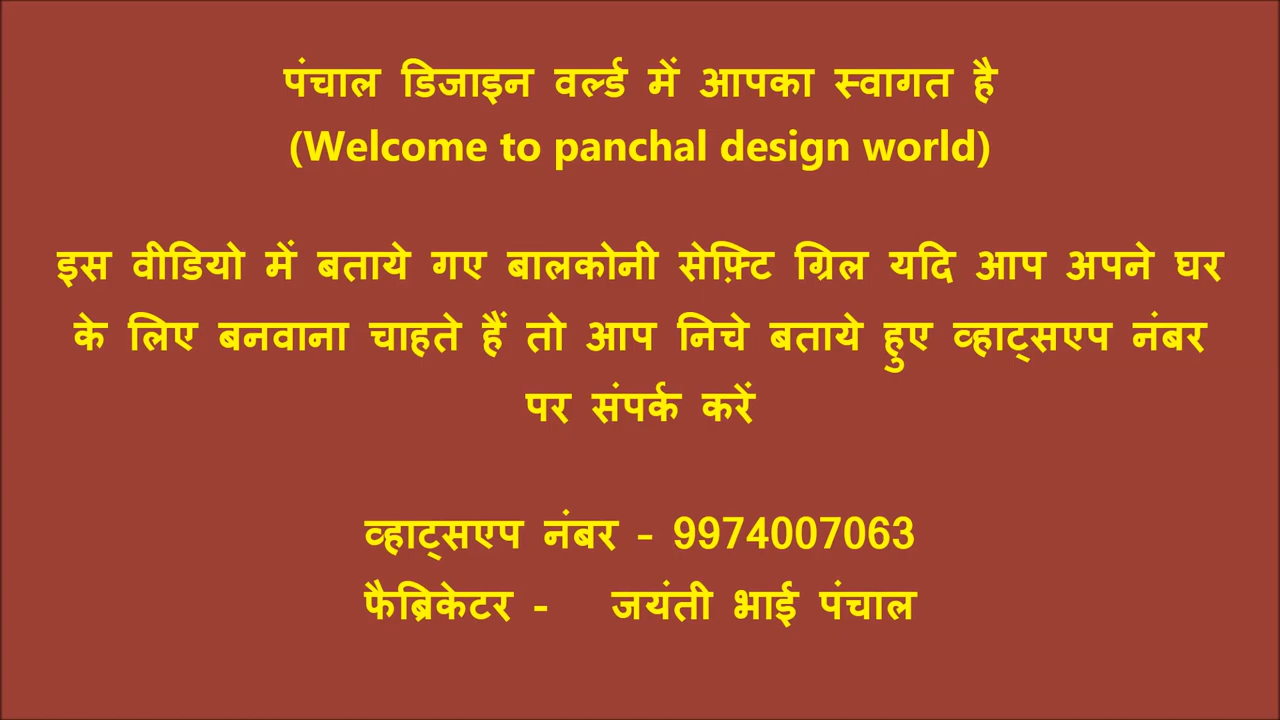 पंचाल डिजाइन वर्ल्ड में आपका स्वागत है
(Welcome to panchal design world)
इस वीडियो में बताये गए बालकोनी सेफ़्टि ग्रिल यदि आप अपने घर
के लिए बनवाना चाहते हैं तो आप निचे बताये हुए व्हाट्सएप नंबर
पर संपर्क करें
व्हाट्सएप नंबर - 9974007063
फैब्रिकेटर - जयंती भाई पंचाल